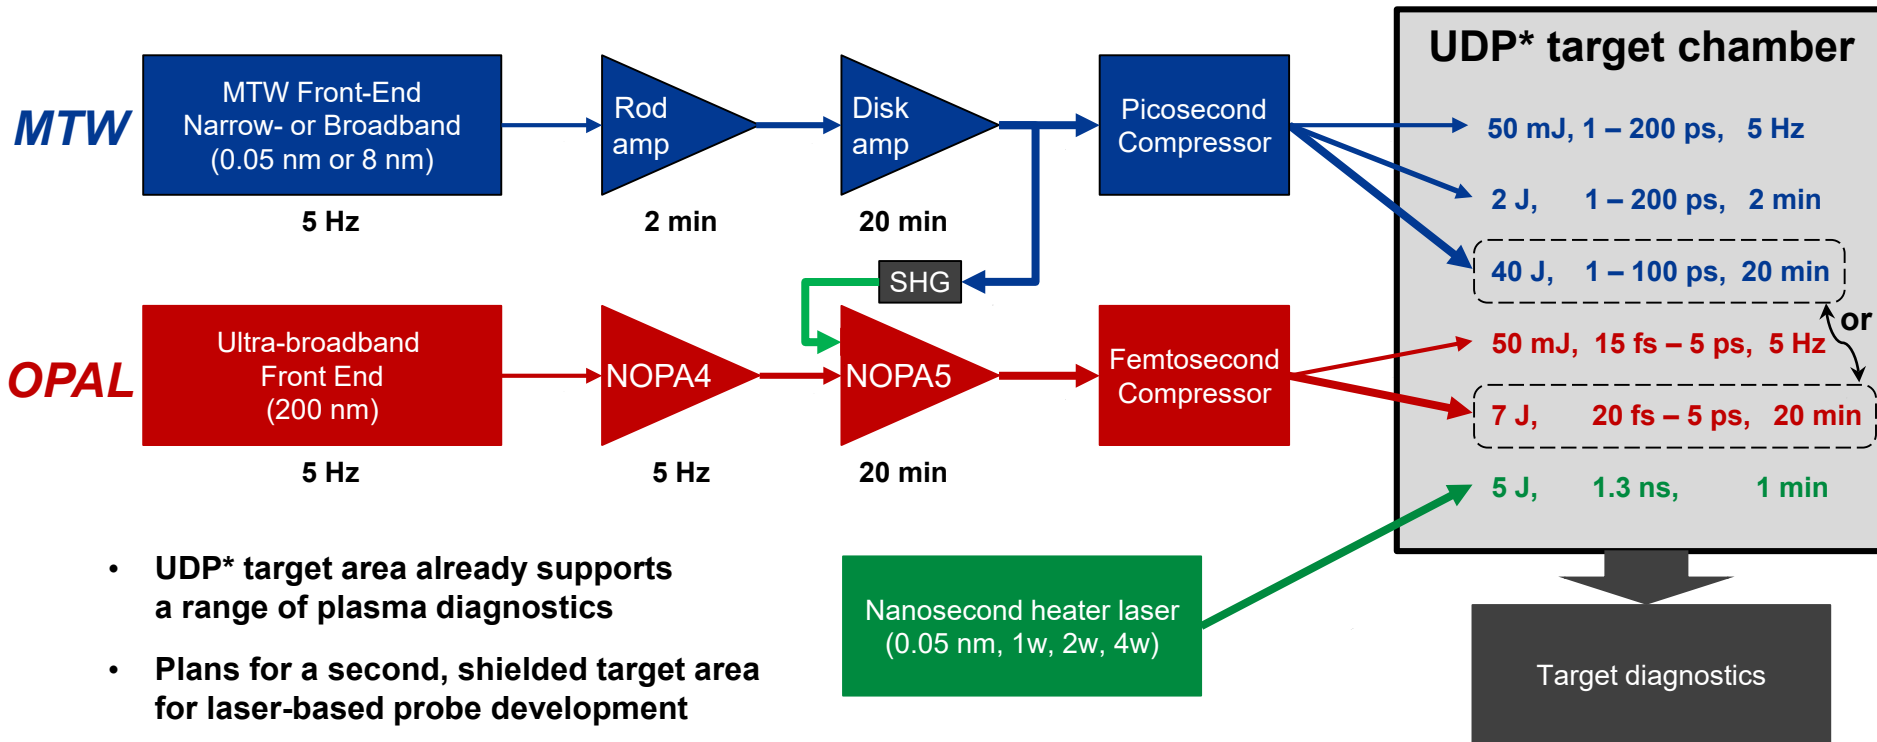 MTW
MTW Front-End
Narrow- or Broadband
(0.05 nm or 8 nm)
5 Hz
Rod
amp
2 min
Disk
amp
20 min
Picosecond
Compressor
SHG
OPAL
Ultra-broadband
Front End
(200 nm)
5 Hz
NOPA4
5 Hz
NOPA5
20 min
Femtosecond
Compressor
UDP* target chamber
50 mJ, 1 – 200 ps, 5 Hz
2 J, 1 – 200 ps, 2 min
40 J, 1 – 100 ps, 20 min
or
50 mJ, 15 fs – 5 ps, 5 Hz
7 J, 20 fs – 5 ps, 20 min
5 J, 1.3 ns, 1 min
Nanosecond heater laser
(0.05 nm, 1w, 2w, 4w)
Target diagnostics
• UDP* target area already supports
a range of plasma diagnostics
• Plans for a second, shielded target area
for laser-based probe development